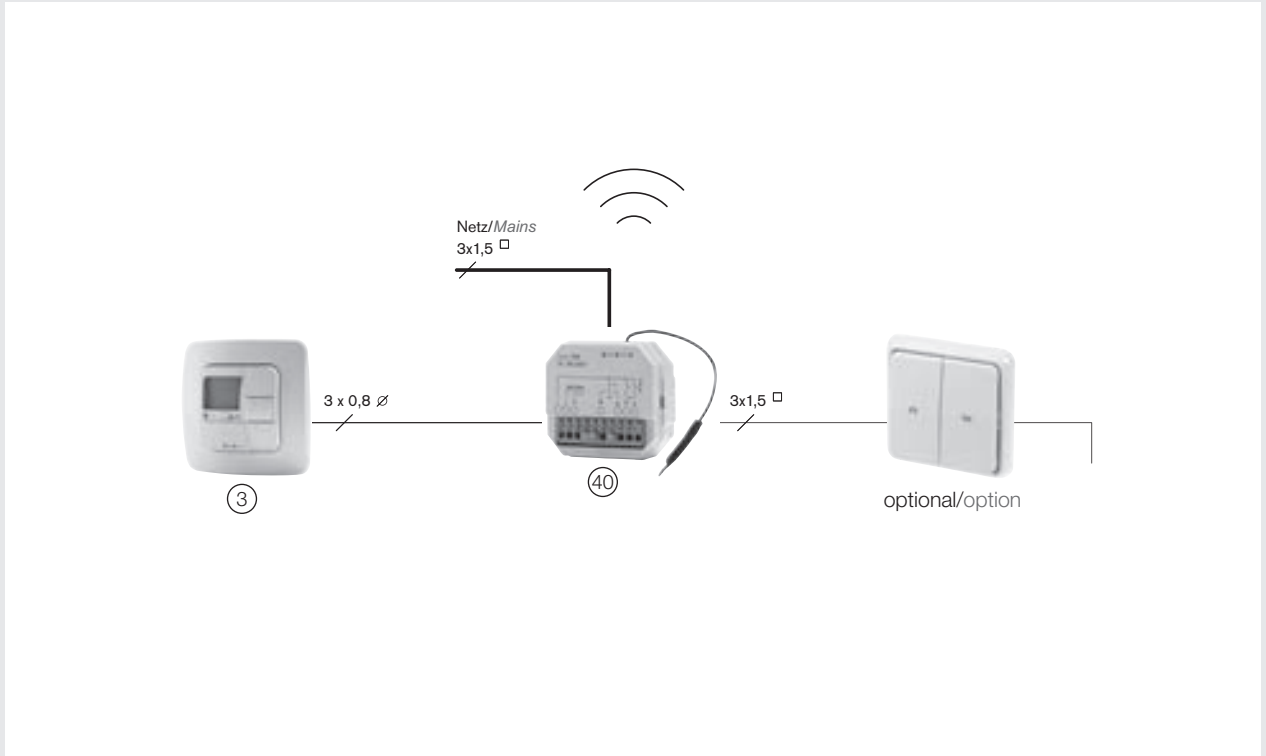 Netz/Mains
3x1,5 □
3 x 0,8 ⌀
3x1,5 □
3
40
optional/option